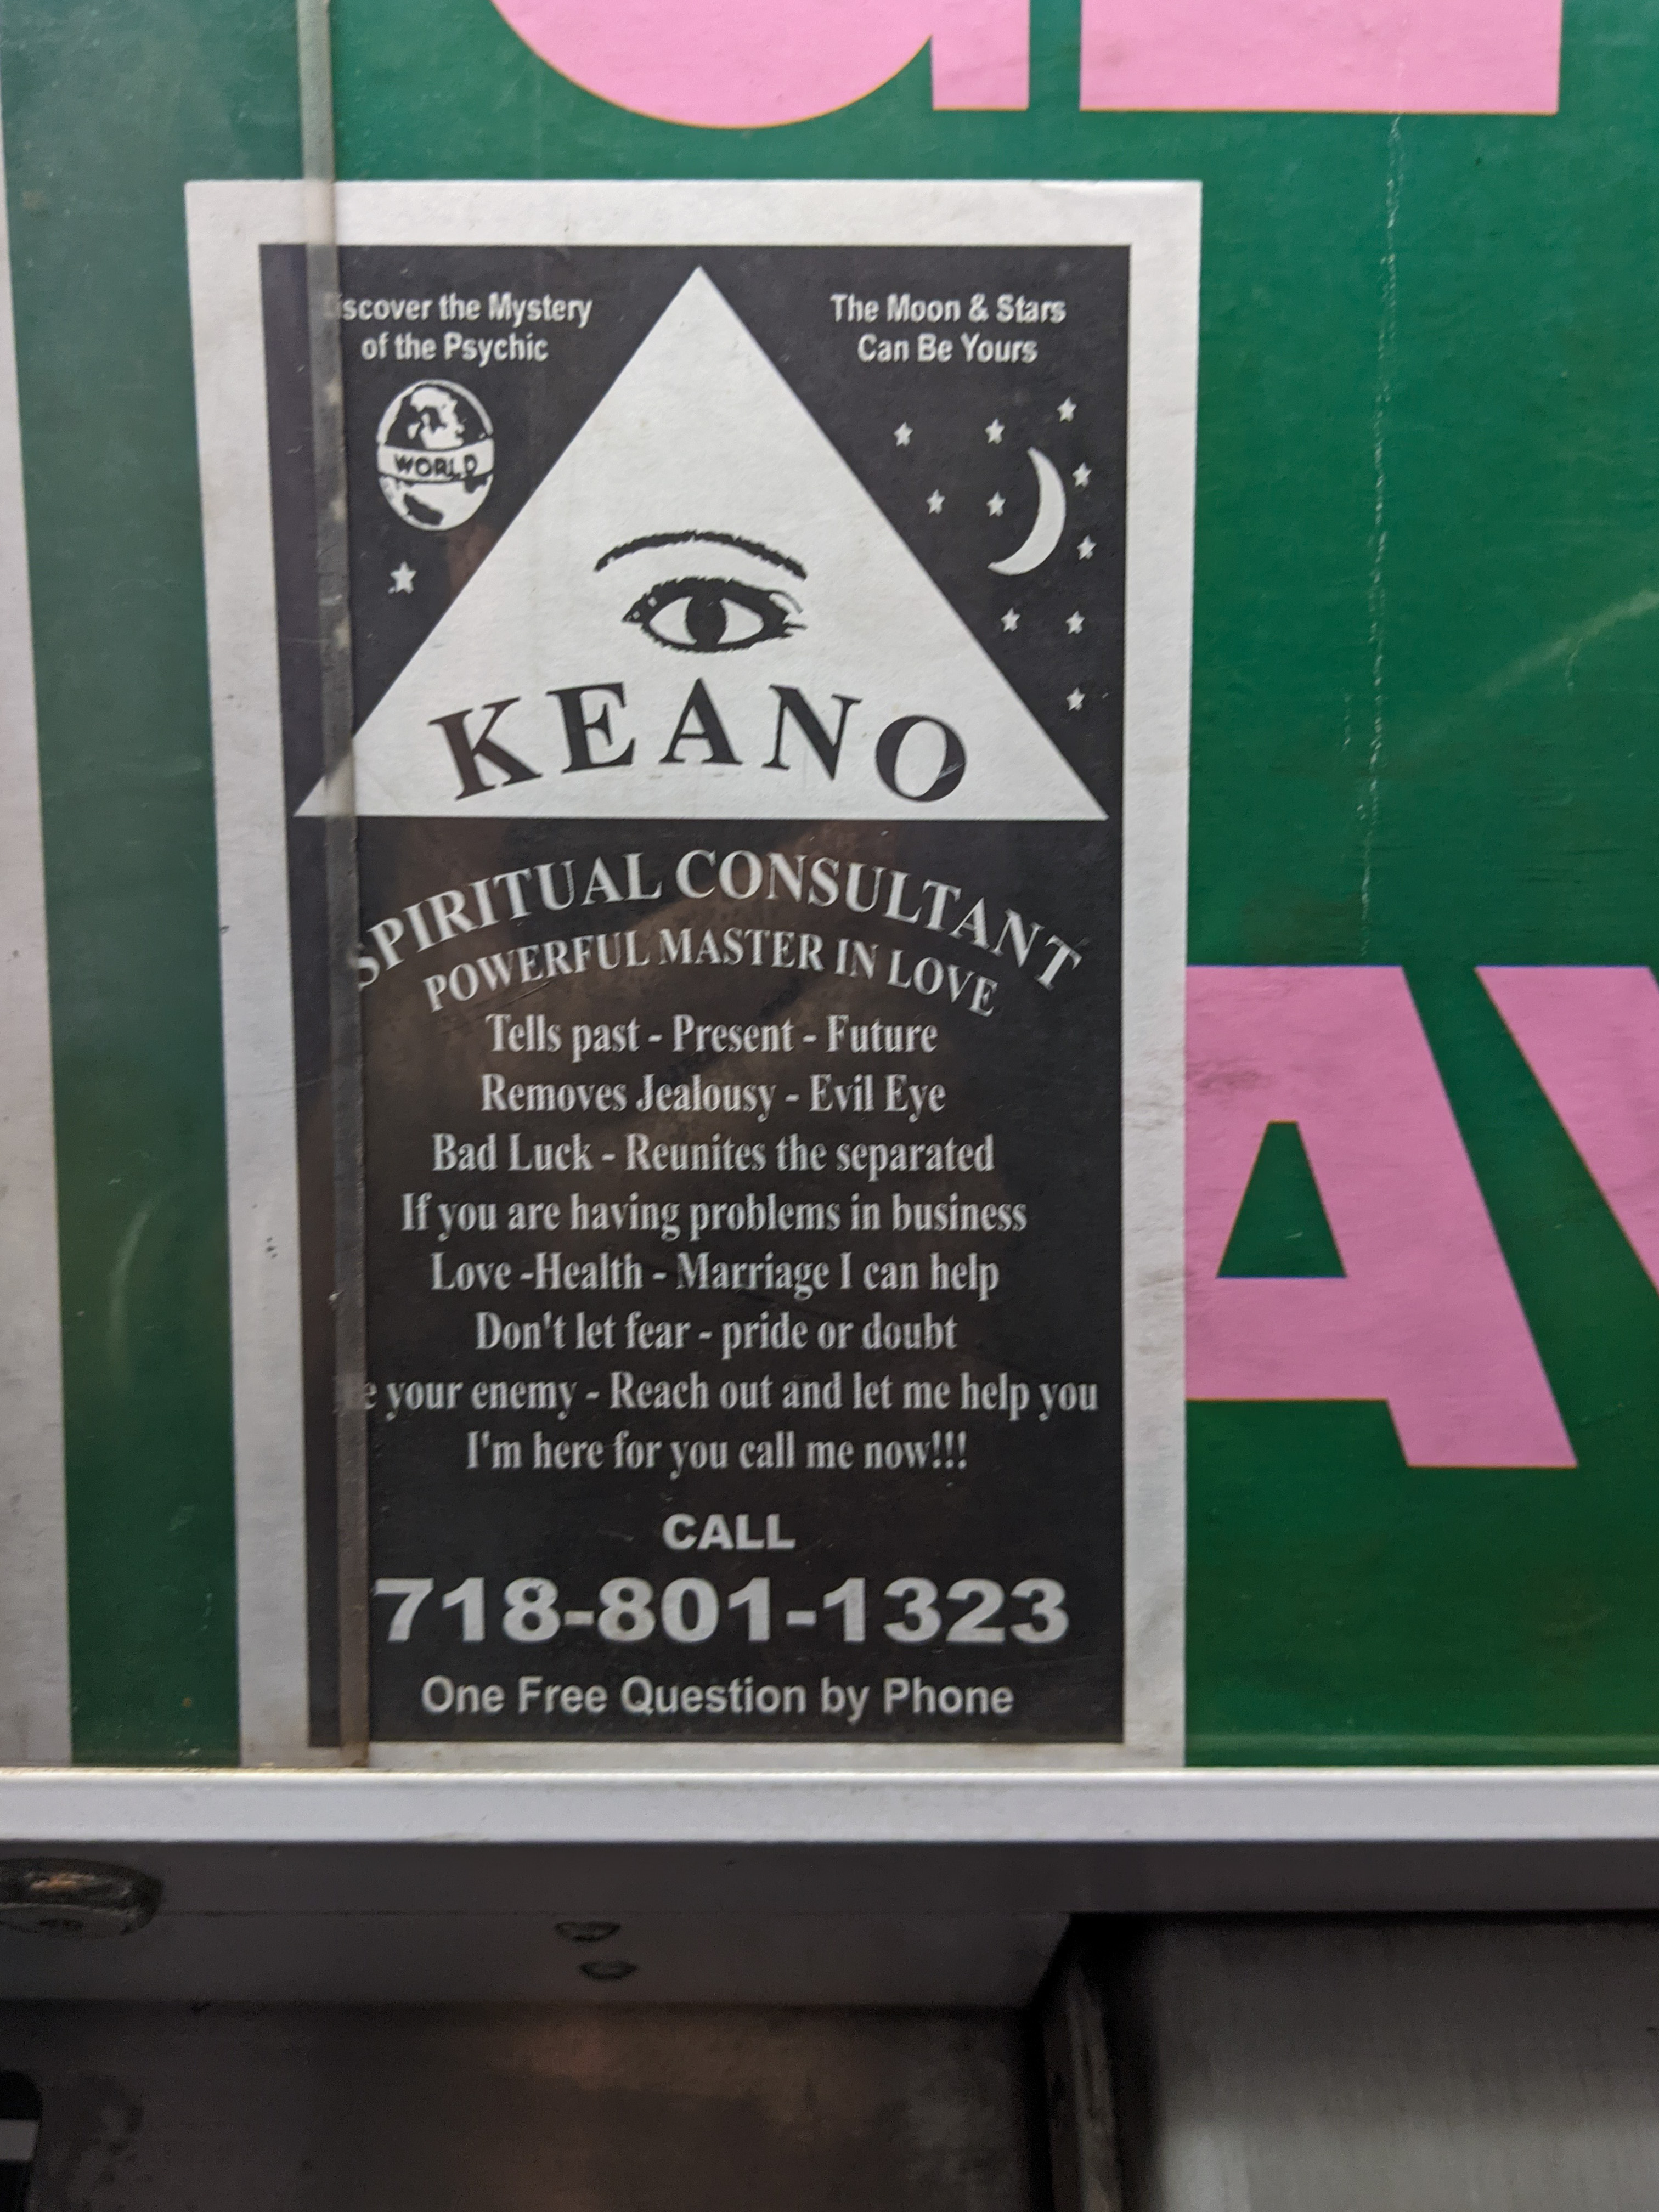 iscover the Mystery
of the Psychic
The Moon & Stars
Can Be Yours
WORLD
KEANO
SPIRITUAL CONSULTANT
POWERFUL MASTER IN LOVE
Tells past - Present - Future
Removes Jealousy - Evil Eye
Bad Luck - Reunites the separated
If you are having problems in business
Love -Health - Marriage I can help
Don't let fear - pride or doubt
e your enemy - Reach out and let me help you
I'm here for you call me now!!!
CALL
718-801-1323
One Free Question by Phone